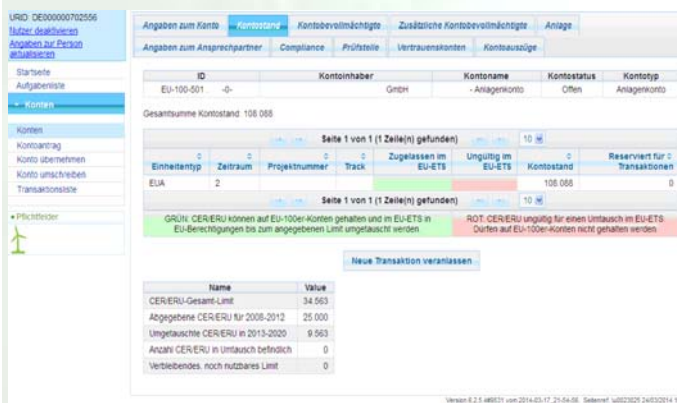 URID: DE000000702556
Nutzer deaktivieren
Angaben zur Person
aktualisieren
Startseite
Aufgabenliste
Konten
Konten
Kontoantrag
Konto übernehmen
Konto umschreiben
Transaktionsliste
Pflichtfelder
Angaben zum Konto Kontostand Kontobevollmächtigte Zusätzliche Kontobevollmächtigte Anlage
Angaben zum Ansprechpartner Compliance Prüfstelle Vertrauenskonten Kontoauszüge
ID Kontoinhaber Kontoname Kontostatus Kontotyp
EU-100-501 -0- GmbH - Anlagenkonto Offen Anlagenkonto
Gesamtsumme Kontostand: 108.088
Seite 1 von 1 (1 Zeile(n) gefunden) 10
Einheitentyp Zeitraum Projektnummer Track Zugelassen im EU-ETS Ungültig im EU-ETS Kontostand Reserviert für Transaktionen
EUA 2 108.088 0
Seite 1 von 1 (1 Zeile(n) gefunden) 10
GRÜN: CER/ERU können auf EU-100er-Konten gehalten und im EU-ETS in
EU-Berechtigungen bis zum angegebenen Limit umgetauscht werden.
ROT: CER/ERU ungültig für einen Umtausch im EU-ETS.
Dürfen auf EU-100er-Konten nicht gehalten werden.
Neue Transaktion veranlassen
Name Value
CER/ERU-Gesamt-Limit 34.563
Abgegebene CER/ERU für 2008-2012 25.000
Umgetauschte CER/ERU in 2013-2020 9.563
Anzahl CER/ERU in Umtausch befindlich 0
Verbleibendes, noch nutzbares Limit 0